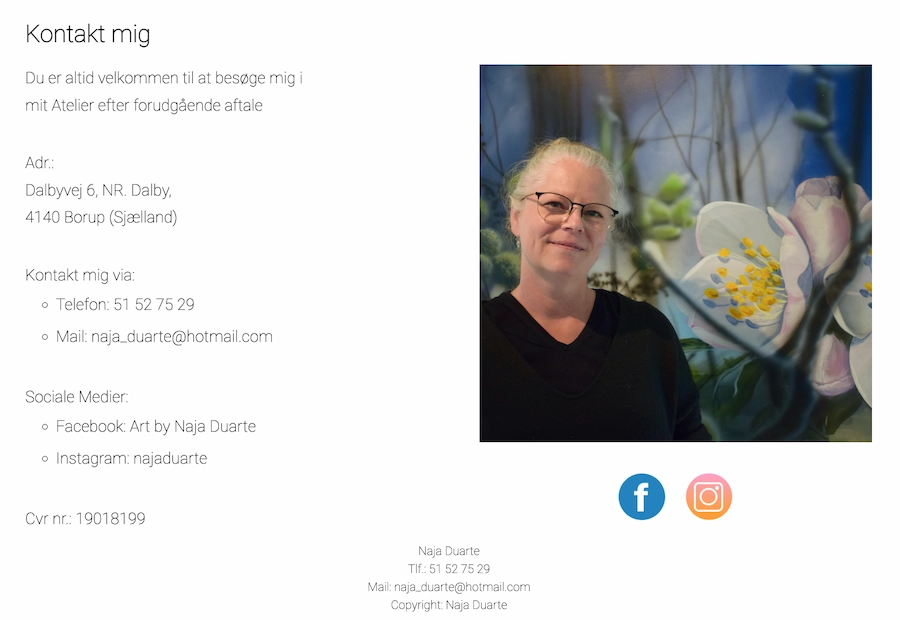 Kontakt mig
Du er altid velkommen til at besøge mig i
mit Atelier efter forudgående aftale
Adr.:
Dalbyvej 6, NR. Dalby,
4140 Borup (Sjælland)
Kontakt mig via:
Telefon: 51 52 75 29
Mail: naja_duarte@hotmail.com
Sociale Medier:
Facebook: Art by Naja Duarte
Instagram: najaduarte
Cvr nr.: 19018199
Naja Duarte
Tlf.: 51 52 75 29
Mail: naja_duarte@hotmail.com
Copyright: Naja Duarte